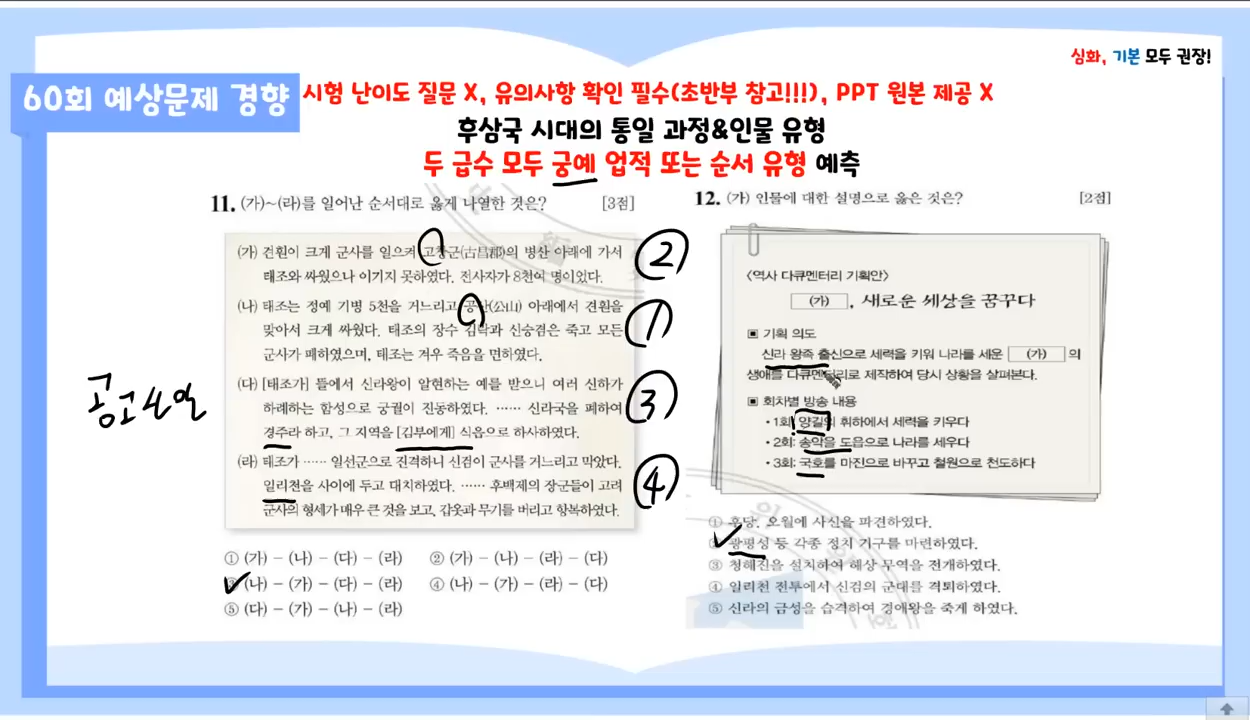 심화, 기본 모두 권장!
60회 예상문제 경향
시험 난이도 질문 X, 유의사항 확인 필수(초반부 참고!!!), PPT 원본 제공 X
후삼국 시대의 통일 과정&인물 유형
두 급수 모두 궁예 업적 또는 순서 유형 예측
11. (가)~(라)를 일어난 순서대로 옳게 나열한 것은? [3점]
(가) 견훤이 크게 군사를 일으켜 고창군(古昌郡)의 병산 아래에 가서
태조와 싸웠으나 이기지 못하였다. 전사자가 8천여 명이었다.
②
(나) 태조는 정예 기병 5천을 거느리고 공산(公山) 아래에서 견훤을
맞아서 크게 싸웠다. 태조의 장수 김락과 신숭겸은 죽고 모든
군사가 패하였으며, 태조는 겨우 죽음을 면하였다.
①
(다) [태조가] 뜰에서 신라왕이 알현하는 예를 받으니 여러 신하가
하례하는 함성으로 궁궐이 진동하였다. …… 신라국을 폐하여
경주라 하고, 그 지역을 [김부에게] 식읍으로 하사하였다.
③
(라) 태조가 …… 일선군으로 진격하니 신검이 군사를 거느리고 막았다.
일리천을 사이에 두고 대치하였다. …… 후백제의 장군들이 고려
군사의 형세가 매우 큰 것을 보고, 갑옷과 무기를 버리고 항복하였다.
④
공고신일
① (가) – (나) – (다) – (라) ② (가) – (나) – (라) – (다)
(나) – (가) – (다) – (라) ④ (나) – (가) – (라) – (다)
⑤ (다) – (가) – (나) – (라)
12. (가) 인물에 대한 설명으로 옳은 것은? [2점]
〈역사 다큐멘터리 기획안〉
(가), 새로운 세상을 꿈꾸다
▣ 기획 의도
신라 왕족 출신으로 세력을 키워 나라를 세운 (가) 의
생애를 다큐멘터리로 제작하여 당시 상황을 살펴본다.
▣ 회차별 방송 내용
• 1회: 양길의 휘하에서 세력을 키우다
• 2회: 송악을 도읍으로 나라를 세우다
• 3회: 국호를 마진으로 바꾸고 철원으로 천도하다
① 후당, 오월에 사신을 파견하였다.
광평성 등 각종 정치 기구를 마련하였다.
③ 청해진을 설치하여 해상 무역을 전개하였다.
④ 일리천 전투에서 신검의 군대를 격퇴하였다.
⑤ 신라의 금성을 습격하여 경애왕을 죽게 하였다.